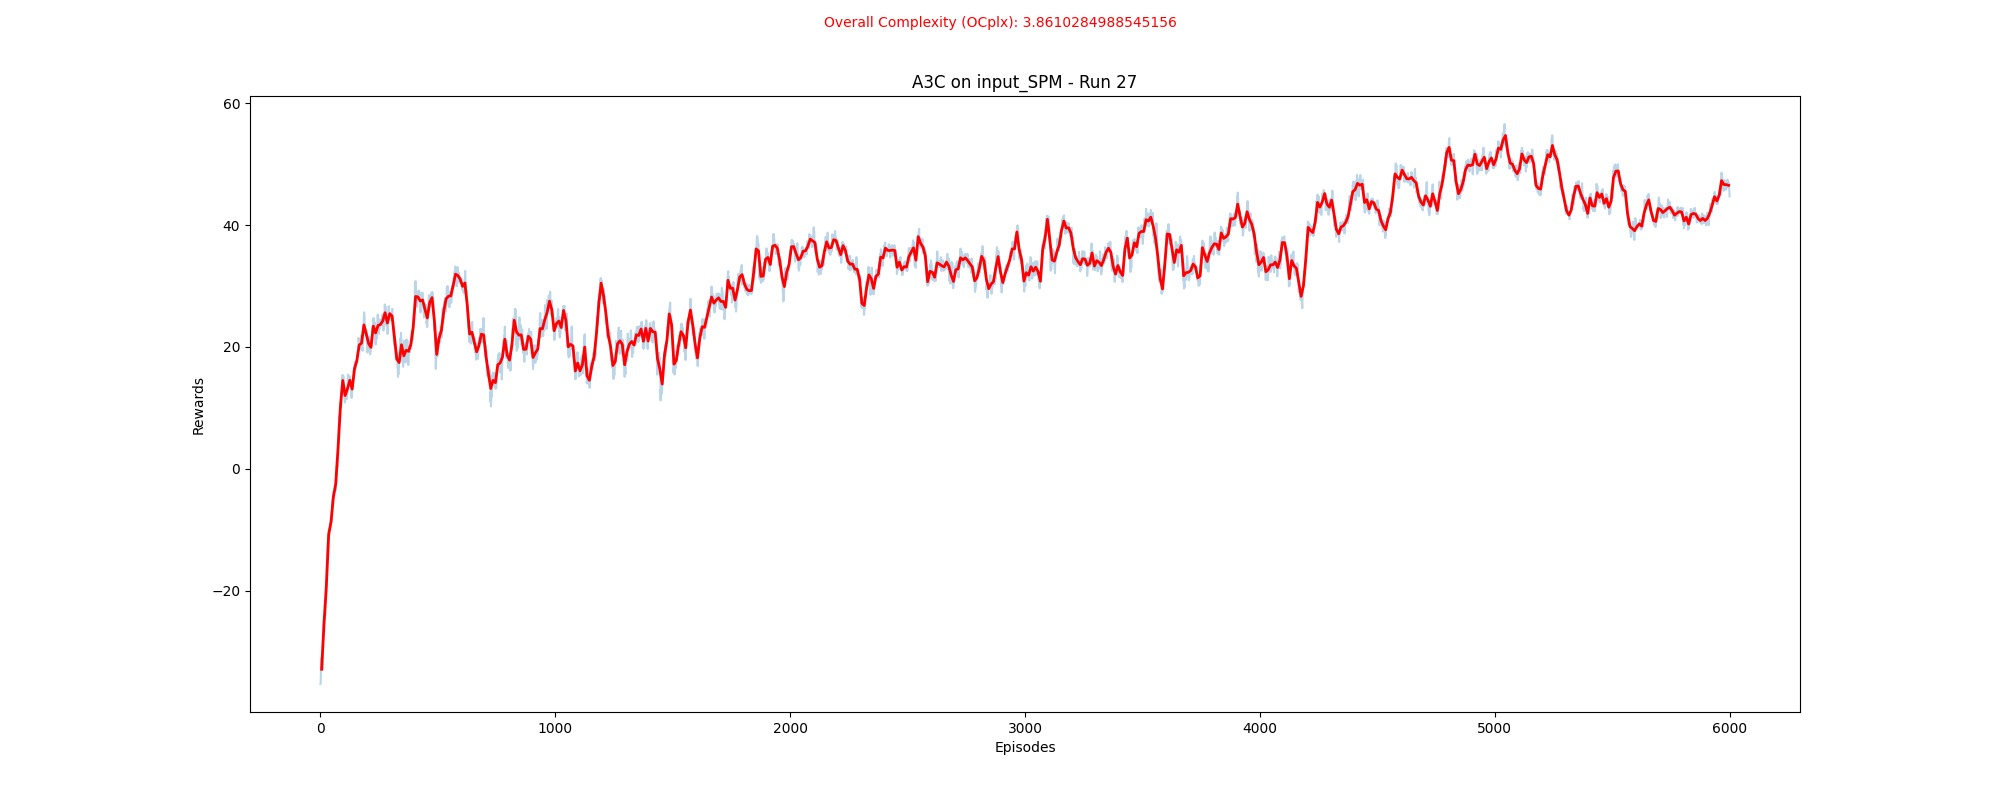 Overall Complexity (OCplx): 3.8610284988545156
A3C on input_SPM - Run 27
60
40
20
0
−20
Rewards
0 1000 2000 3000 4000 5000 6000
Episodes